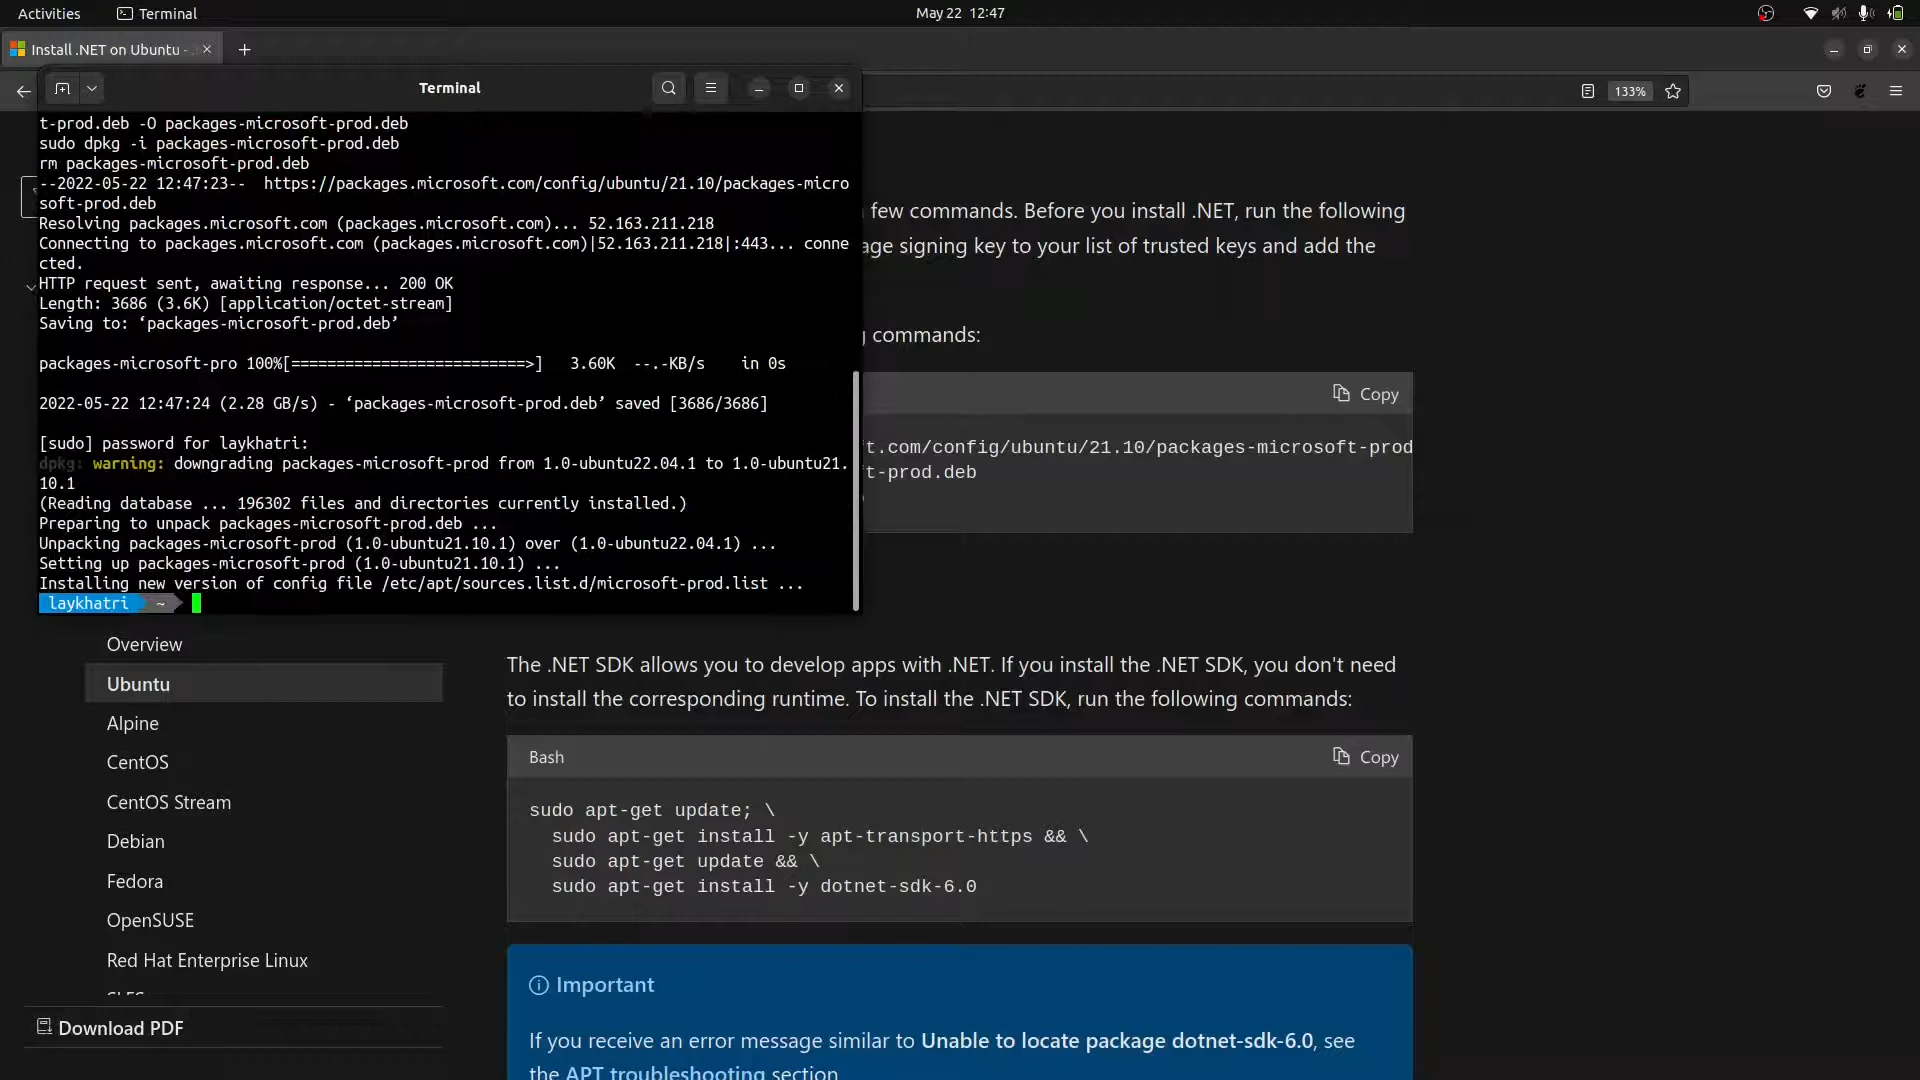 Activities
Terminal
May 22 12:47
Install .NET on Ubuntu -
Terminal
133%
t-prod.deb -O packages-microsoft-prod.deb
sudo dpkg -i packages-microsoft-prod.deb
rm packages-microsoft-prod.deb
--2022-05-22 12:47:23-- https://packages.microsoft.com/config/ubuntu/21.10/packages-micro
soft-prod.deb
Resolving packages.microsoft.com (packages.microsoft.com)... 52.163.211.218
Connecting to packages.microsoft.com (packages.microsoft.com)|52.163.211.218|:443... conne
cted.
HTTP request sent, awaiting response... 200 OK
Length: 3686 (3.6K) [application/octet-stream]
Saving to: ‘packages-microsoft-prod.deb’
packages-microsoft-pro 100%[==========================>] 3.60K --.-KB/s in 0s
2022-05-22 12:47:24 (2.28 GB/s) - ‘packages-microsoft-prod.deb’ saved [3686/3686]
[sudo] password for laykhatri:
dpkg: warning: downgrading packages-microsoft-prod from 1.0-ubuntu22.04.1 to 1.0-ubuntu21.
10.1
(Reading database ... 196302 files and directories currently installed.)
Preparing to unpack packages-microsoft-prod.deb ...
Unpacking packages-microsoft-prod (1.0-ubuntu21.10.1) over (1.0-ubuntu22.04.1) ...
Setting up packages-microsoft-prod (1.0-ubuntu21.10.1) ...
Installing new version of config file /etc/apt/sources.list.d/microsoft-prod.list ...
laykhatri ~
few commands. Before you install .NET, run the following
age signing key to your list of trusted keys and add the
commands:
Copy
t.com/config/ubuntu/21.10/packages-microsoft-prod
t-prod.deb
Overview
Ubuntu
Alpine
CentOS
CentOS Stream
Debian
Fedora
OpenSUSE
Red Hat Enterprise Linux
SLES
Download PDF
The .NET SDK allows you to develop apps with .NET. If you install the .NET SDK, you don't need
to install the corresponding runtime. To install the .NET SDK, run the following commands:
Bash
Copy
sudo apt-get update; \
sudo apt-get install -y apt-transport-https && \
sudo apt-get update && \
sudo apt-get install -y dotnet-sdk-6.0
Important
If you receive an error message similar to Unable to locate package dotnet-sdk-6.0, see
the APT troubleshooting section.